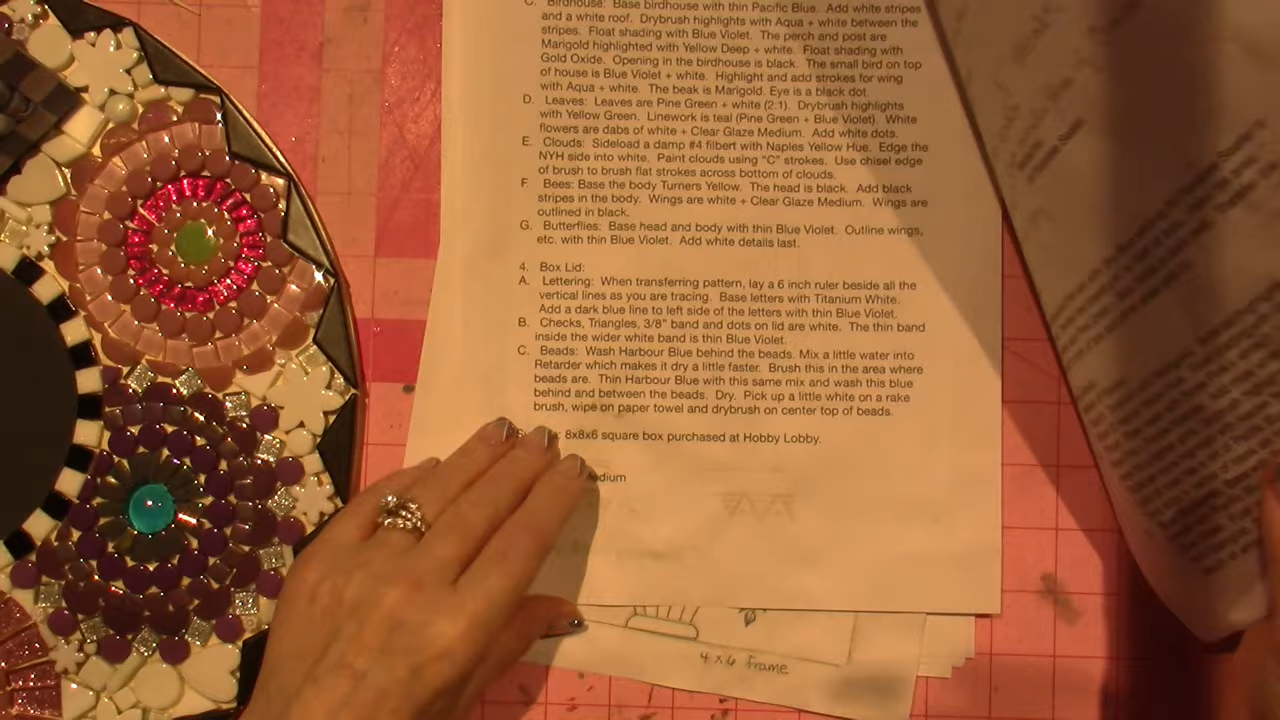 C. Birdhouse: Base birdhouse with thin Pacific Blue. Add white stripes
and a white roof. Drybrush highlights with Aqua + white between the
stripes. Float shading with Blue Violet. The perch and post are
Marigold highlighted with Yellow Deep + white. Float shading with
Gold Oxide. Opening in the birdhouse is black. The small bird on top
of house is Blue Violet + white. Highlight and add strokes for wing
with Aqua + white. The beak is Marigold. Eye is a black dot.
D. Leaves: Leaves are Pine Green + white (2:1). Drybrush highlights
with Yellow Green. Linework is teal (Pine Green + Blue Violet). White
flowers are dabs of white + Clear Glaze Medium. Add white dots.
E. Clouds: Sideload a damp #4 filbert with Naples Yellow Hue. Edge the
NYH side into white. Paint clouds using "C" strokes. Use chisel edge
of brush to brush flat strokes across bottom of clouds.
F. Bees: Base the body Turners Yellow. The head is black. Add black
stripes in the body. Wings are white + Clear Glaze Medium. Wings are
outlined in black.
G. Butterflies: Base head and body with thin Blue Violet. Outline wings,
etc. with thin Blue Violet. Add white details last.
4. Box Lid:
A. Lettering: When transferring pattern, lay a 6 inch ruler beside all the
vertical lines as you are tracing. Base letters with Titanium White.
Add a dark blue line to left side of the letters with thin Blue Violet.
B. Checks, Triangles, 3/8" band and dots on lid are white. The thin band
inside the wider white band is thin Blue Violet.
C. Beads: Wash Harbour Blue behind the beads. Mix a little water into
Retarder which makes it dry a little faster. Brush this in the area where
beads are. Thin Harbour Blue with this same mix and wash this blue
behind and between the beads. Dry. Pick up a little white on a rake
brush, wipe on paper towel and drybrush on center top of beads.
: 8x8x6 square box purchased at Hobby Lobby.
edium
4 x 6 frame